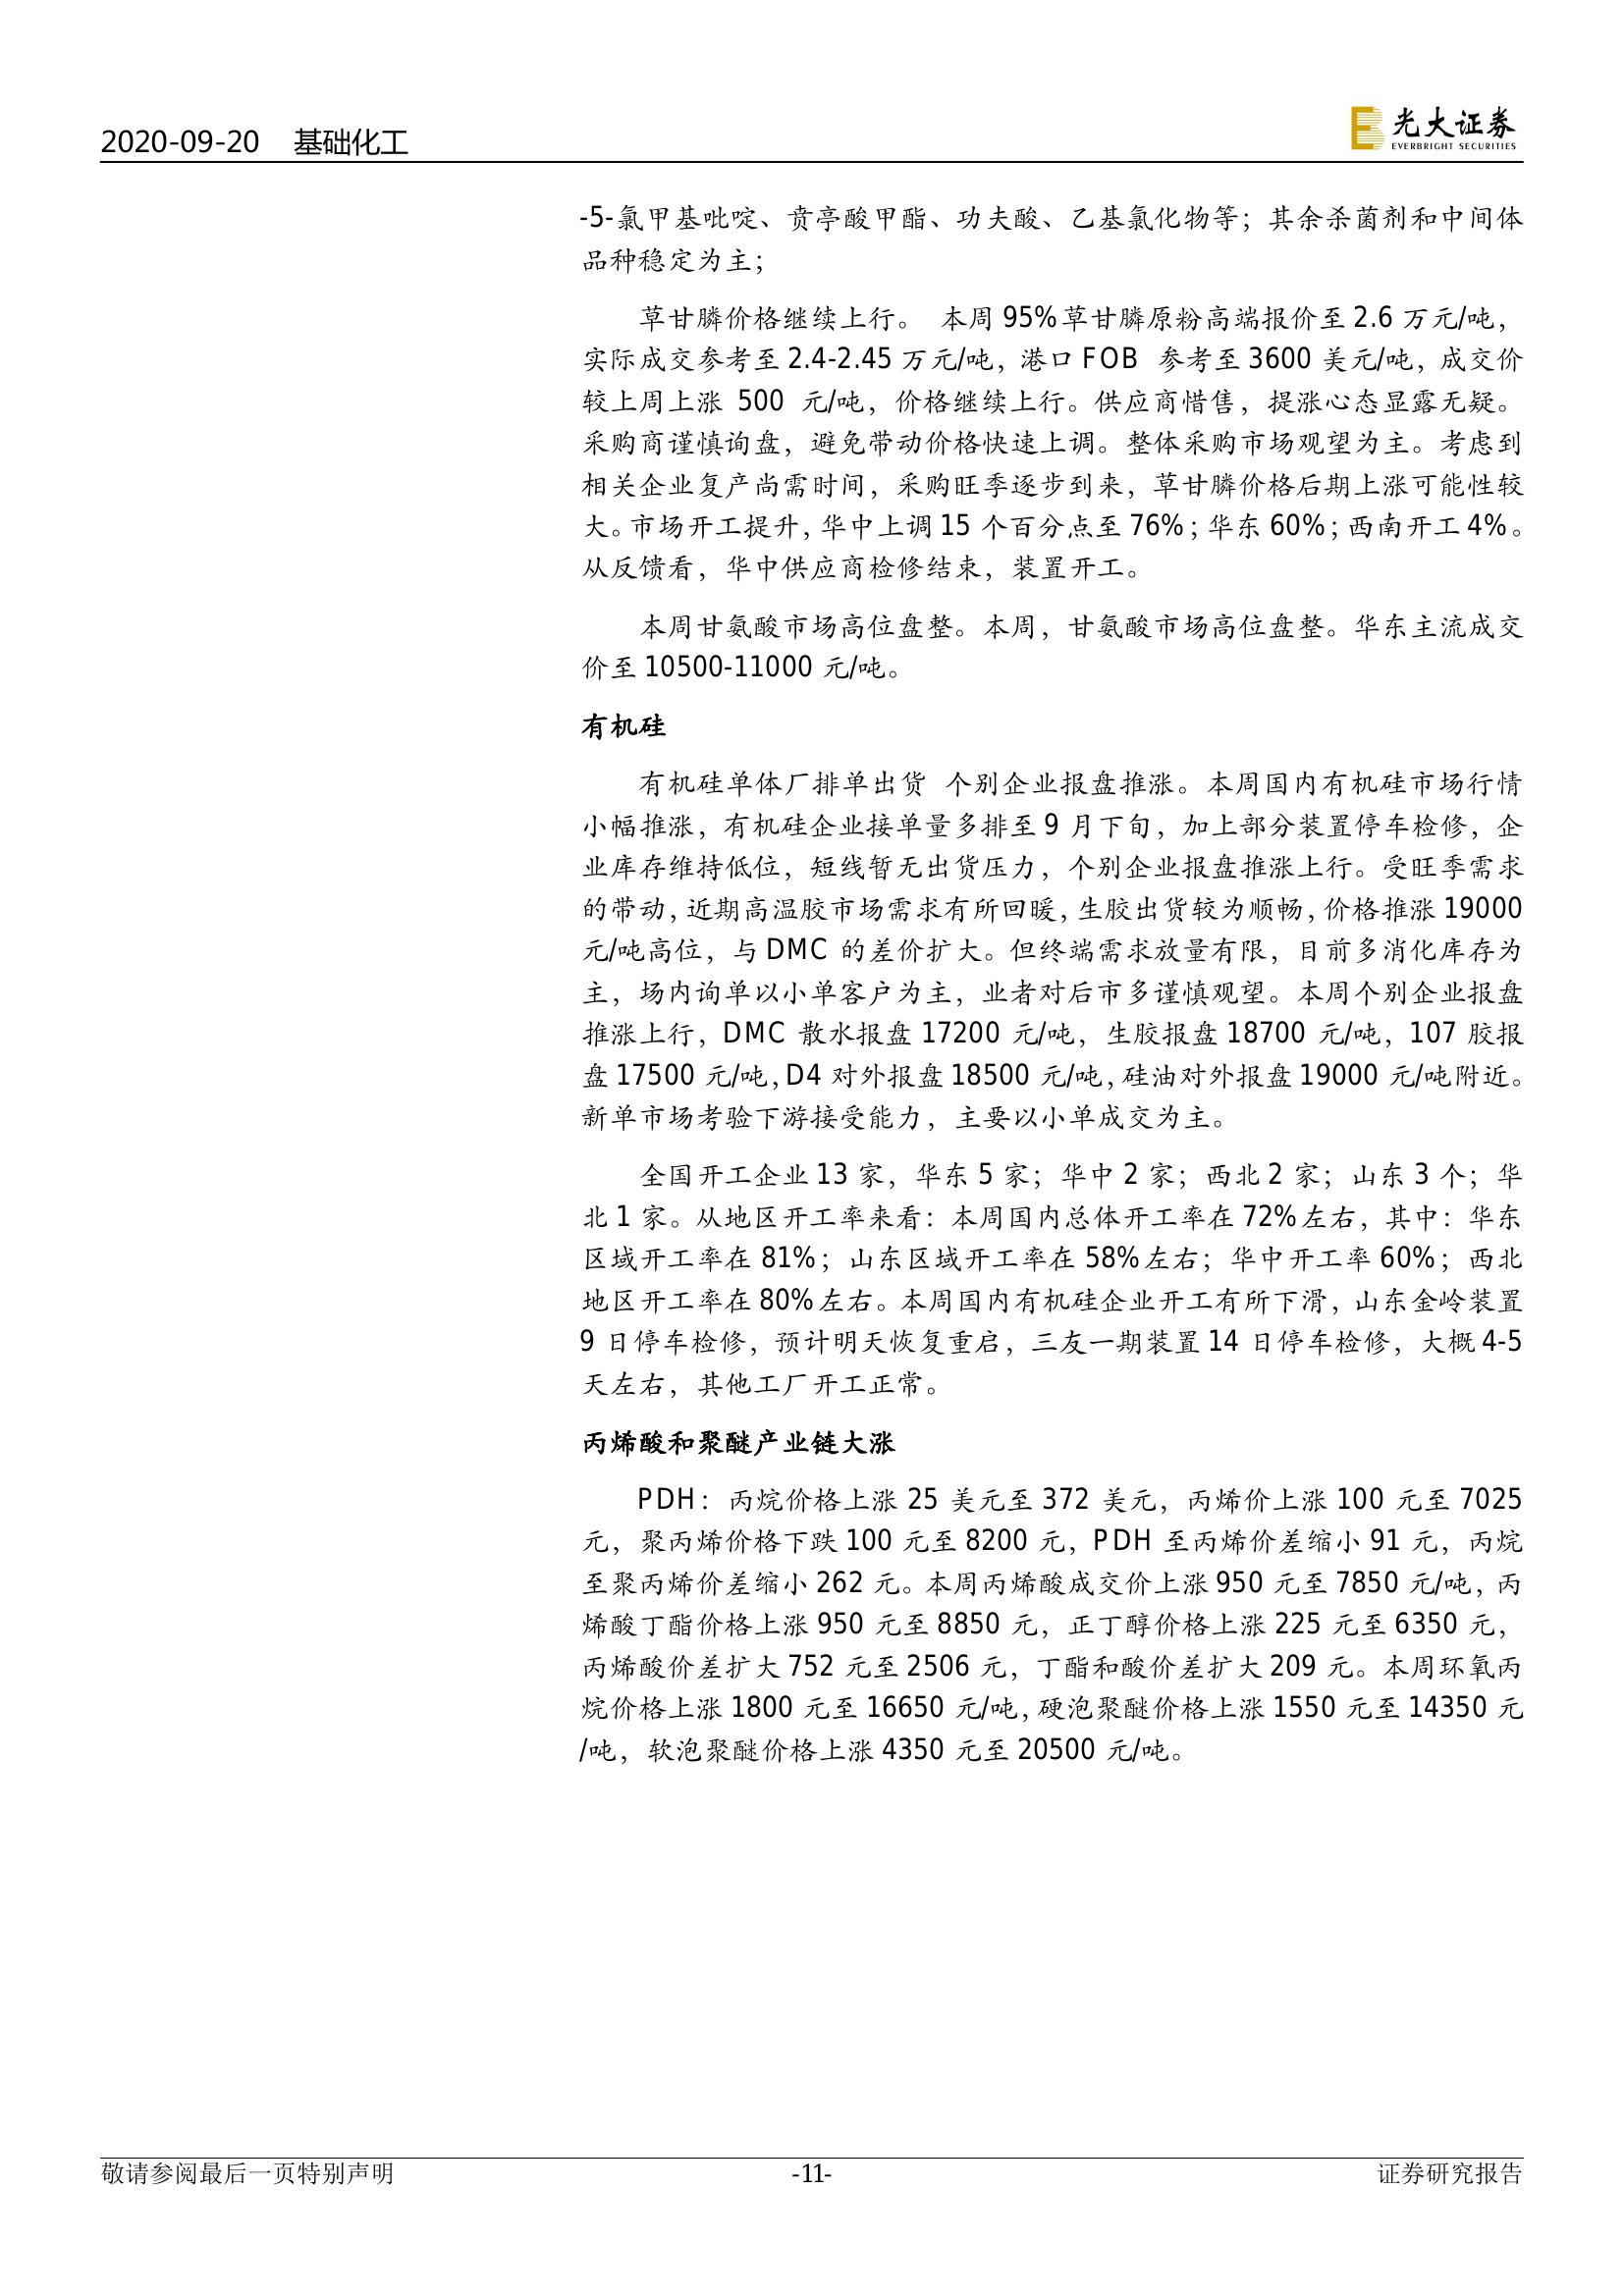 2020-09-20 基础化工
光大证券
EVERBRIGHT SECURITIES
-5-氯甲基吡啶、贲亭酸甲酯、功夫酸、乙基氯化物等；其余杀菌剂和中间体
品种稳定为主；
草甘膦价格继续上行。 本周 95%草甘膦原粉高端报价至 2.6 万元/吨，
实际成交参考至 2.4-2.45 万元/吨，港口 FOB 参考至 3600 美元/吨，成交价
较上周上涨 500 元/吨，价格继续上行。供应商惜售，提涨心态显露无疑。
采购商谨慎询盘，避免带动价格快速上调。整体采购市场观望为主。考虑到
相关企业复产尚需时间，采购旺季逐步到来，草甘膦价格后期上涨可能性较
大。市场开工提升，华中上调 15 个百分点至 76%；华东 60%；西南开工 4%。
从反馈看，华中供应商检修结束，装置开工。
本周甘氨酸市场高位盘整。本周，甘氨酸市场高位盘整。华东主流成交
价至 10500-11000 元/吨。
有机硅
有机硅单体厂排单出货 个别企业报盘推涨。本周国内有机硅市场行情
小幅推涨，有机硅企业接单量多排至 9 月下旬，加上部分装置停车检修，企
业库存维持低位，短线暂无出货压力，个别企业报盘推涨上行。受旺季需求
的带动，近期高温胶市场需求有所回暖，生胶出货较为顺畅，价格推涨 19000
元/吨高位，与 DMC 的差价扩大。但终端需求放量有限，目前多消化库存为
主，场内询单以小单客户为主，业者对后市多谨慎观望。本周个别企业报盘
推涨上行，DMC 散水报盘 17200 元/吨，生胶报盘 18700 元/吨，107 胶报
盘 17500 元/吨，D4 对外报盘 18500 元/吨，硅油对外报盘 19000 元/吨附近。
新单市场考验下游接受能力，主要以小单成交为主。
全国开工企业 13 家，华东 5 家；华中 2 家；西北 2 家；山东 3 个；华
北 1 家。从地区开工率来看：本周国内总体开工率在 72%左右，其中：华东
区域开工率在 81%；山东区域开工率在 58%左右；华中开工率 60%；西北
地区开工率在 80%左右。本周国内有机硅企业开工有所下滑，山东金岭装置
9 日停车检修，预计明天恢复重启，三友一期装置 14 日停车检修，大概 4-5
天左右，其他工厂开工正常。
丙烯酸和聚醚产业链大涨
PDH：丙烷价格上涨 25 美元至 372 美元，丙烯价上涨 100 元至 7025
元，聚丙烯价格下跌 100 元至 8200 元，PDH 至丙烯价差缩小 91 元，丙烷
至聚丙烯价差缩小 262 元。本周丙烯酸成交价上涨 950 元至 7850 元/吨，丙
烯酸丁酯价格上涨 950 元至 8850 元，正丁醇价格上涨 225 元至 6350 元，
丙烯酸价差扩大 752 元至 2506 元，丁酯和酸价差扩大 209 元。本周环氧丙
烷价格上涨 1800 元至 16650 元/吨，硬泡聚醚价格上涨 1550 元至 14350 元
/吨，软泡聚醚价格上涨 4350 元至 20500 元/吨。
敬请参阅最后一页特别声明
-11-
证券研究报告